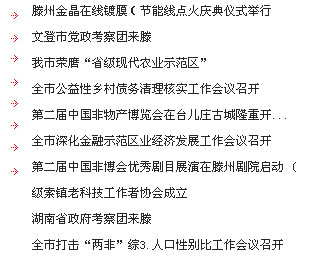 滕州金晶在线镀膜（节能线点火庆典仪式举行
文登市党政考察团来滕
我市荣膺“省级现代农业示范区”
全市公益性乡村债务清理核实工作会议召开
第二届中国非物产博览会在台儿庄古城隆重开...
全市深化金融示范区业经济发展工作会议召开
第二届中国非博会优秀剧目展演在滕州剧院启动（
级索镇老科技工作者协会成立
湖南省政府考察团来滕
全市打击“两非”综3.人口性别比工作会议召开